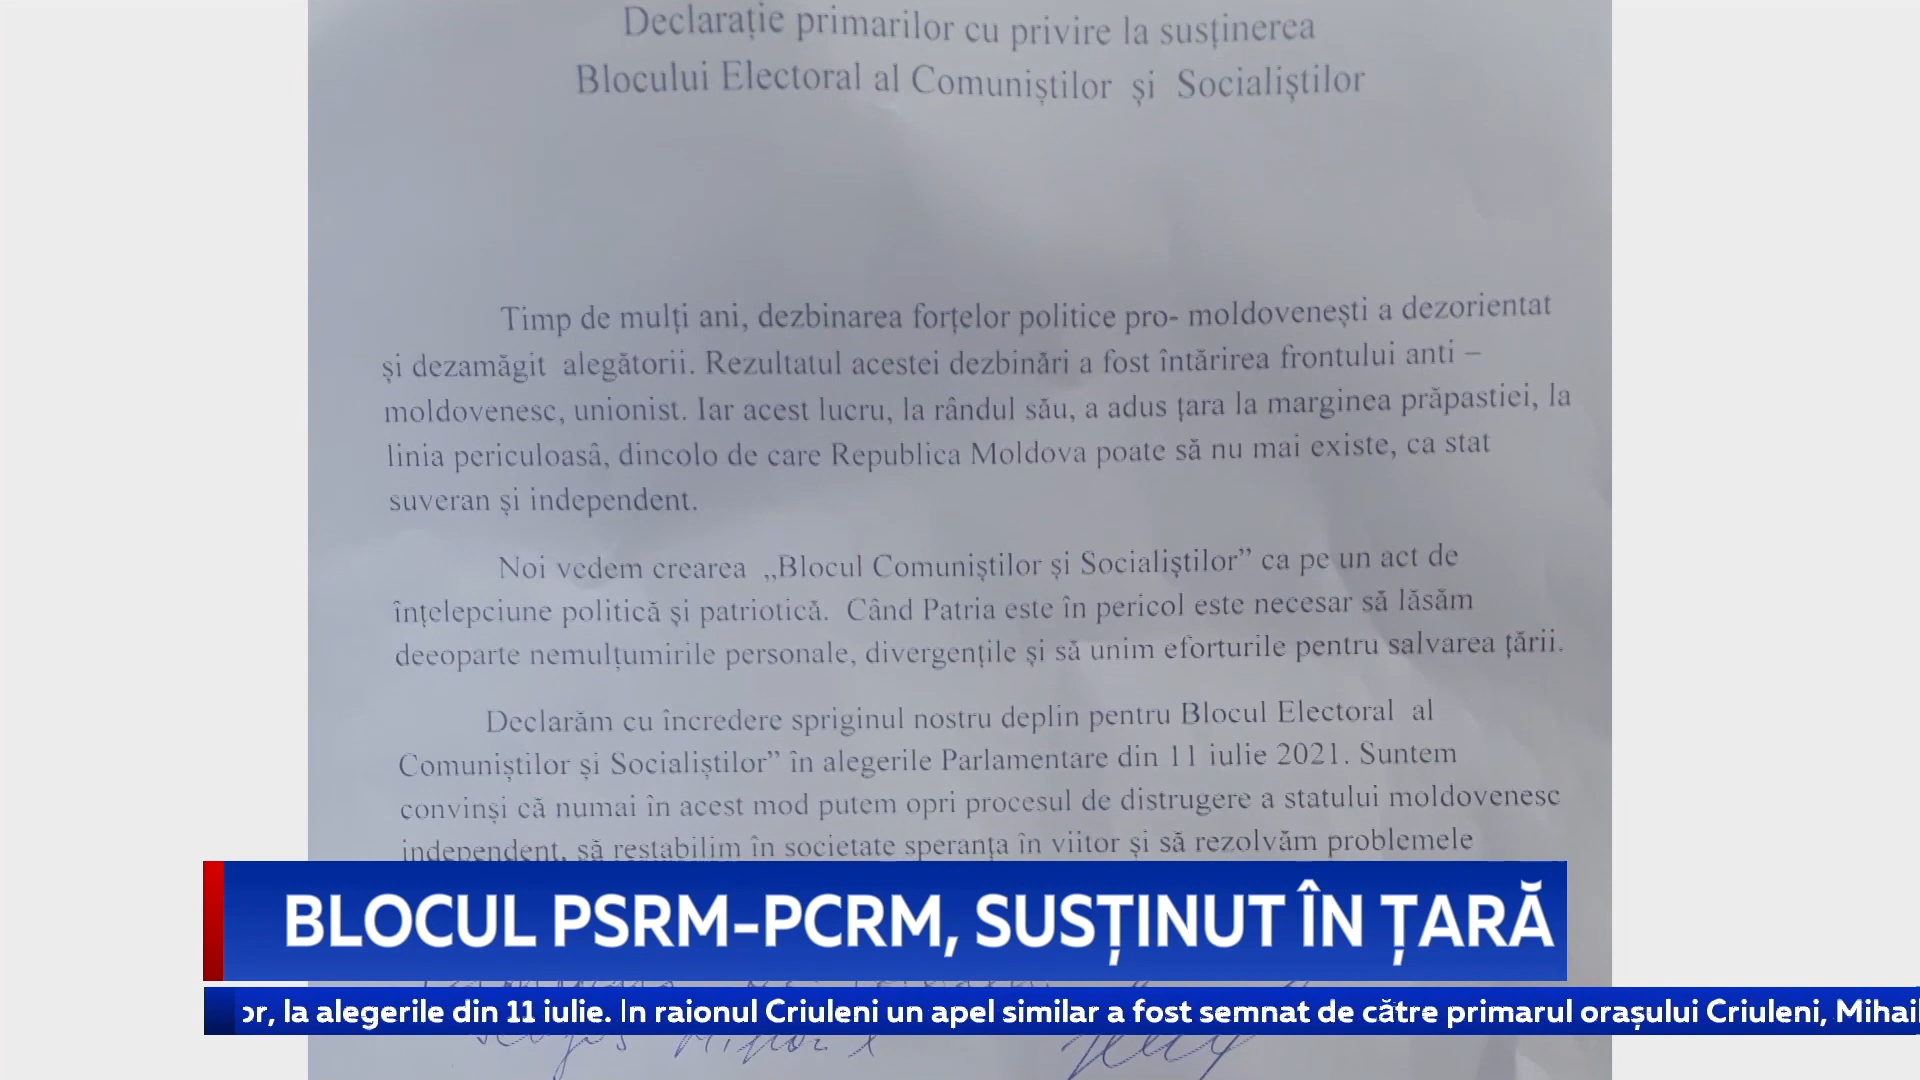 Declarație primarilor cu privire la susținerea
Blocului Electoral al Comuniștilor și Socialiștilor
Timp de mulți ani, dezbinarea forțelor politice pro- moldovenești a dezorientat
și dezamăgit alegătorii. Rezultatul acestei dezbinări a fost întărirea frontului anti –
moldovenesc, unionist. Iar acest lucru, la rândul său, a adus țara la marginea prăpastiei, la
linia periculoasâ, dincolo de care Republica Moldova poate să nu mai existe, ca stat
suveran și independent.
Noi vedem crearea „Blocul Comuniștilor și Socialiștilor” ca pe un act de
înțelepciune politică și patriotică. Când Patria este în pericol este necesar să lăsăm
deeoparte nemulțumirile personale, divergențile și să unim eforturile pentru salvarea țării.
Declarăm cu încredere spriginul nostru deplin pentru Blocul Electoral al
Comuniștilor și Socialiștilor” în alegerile Parlamentare din 11 iulie 2021. Suntem
convinși că numai în acest mod putem opri procesul de distrugere a statului moldovenesc
independent, să restabilim în societate speranța în viitor și să rezolvăm problemele
BLOCUL PSRM-PCRM, SUSȚINUT ÎN ȚARĂ
or, la alegerile din 11 iulie. În raionul Criuleni un apel similar a fost semnat de către primarul orașului Criuleni, Mihail